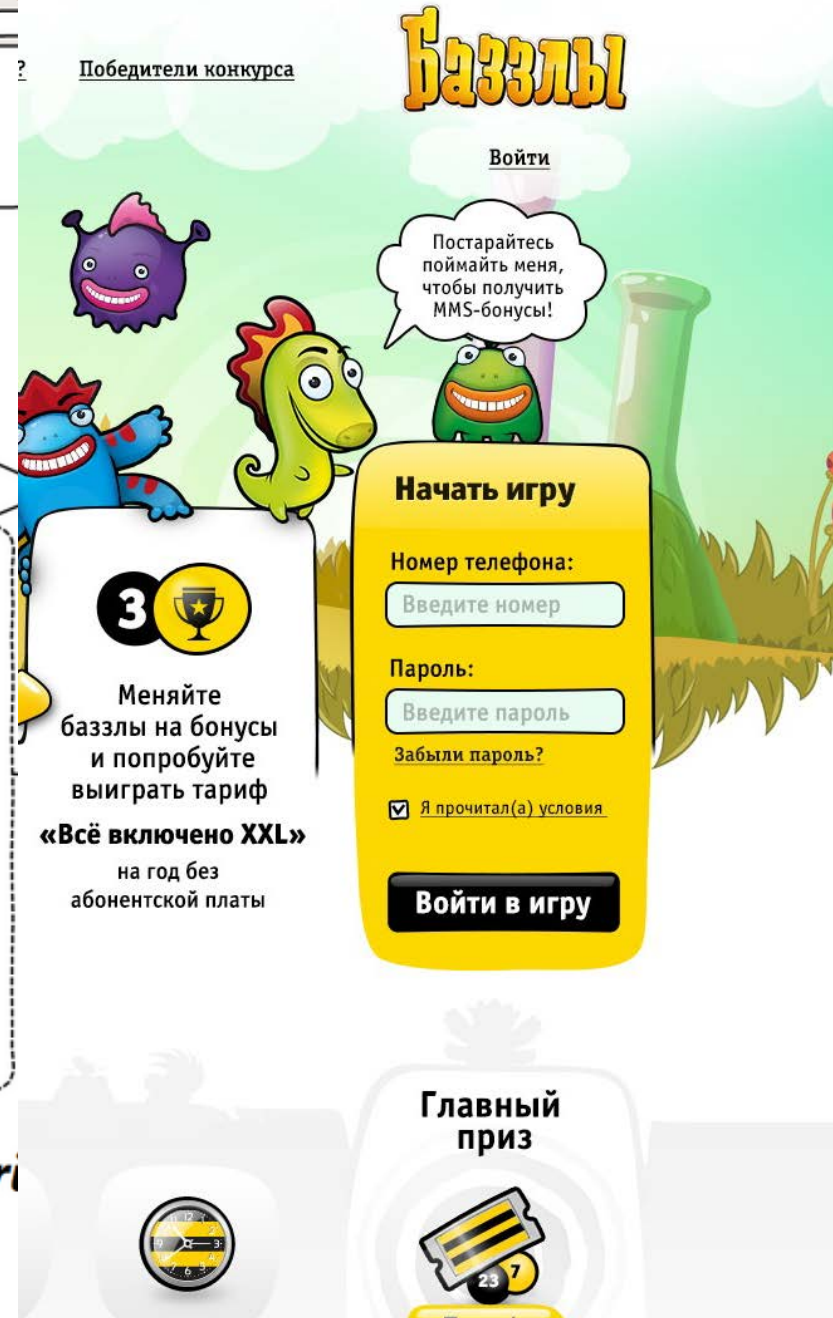 ?
Победители конкурса
Баззлы
Войти
Постарайтесь
поймайть меня,
чтобы получить
MMS-бонусы!
Начать игру
Номер телефона:
Введите номер
Пароль:
Введите пароль
Забыли пароль?
Я прочитал(а) условия
Войти в игру
3
Меняйте
баззлы на бонусы
и попробуйте
выиграть тариф
«Всё включено XXL»
на год без
абонентской платы
Главный
приз
23
7